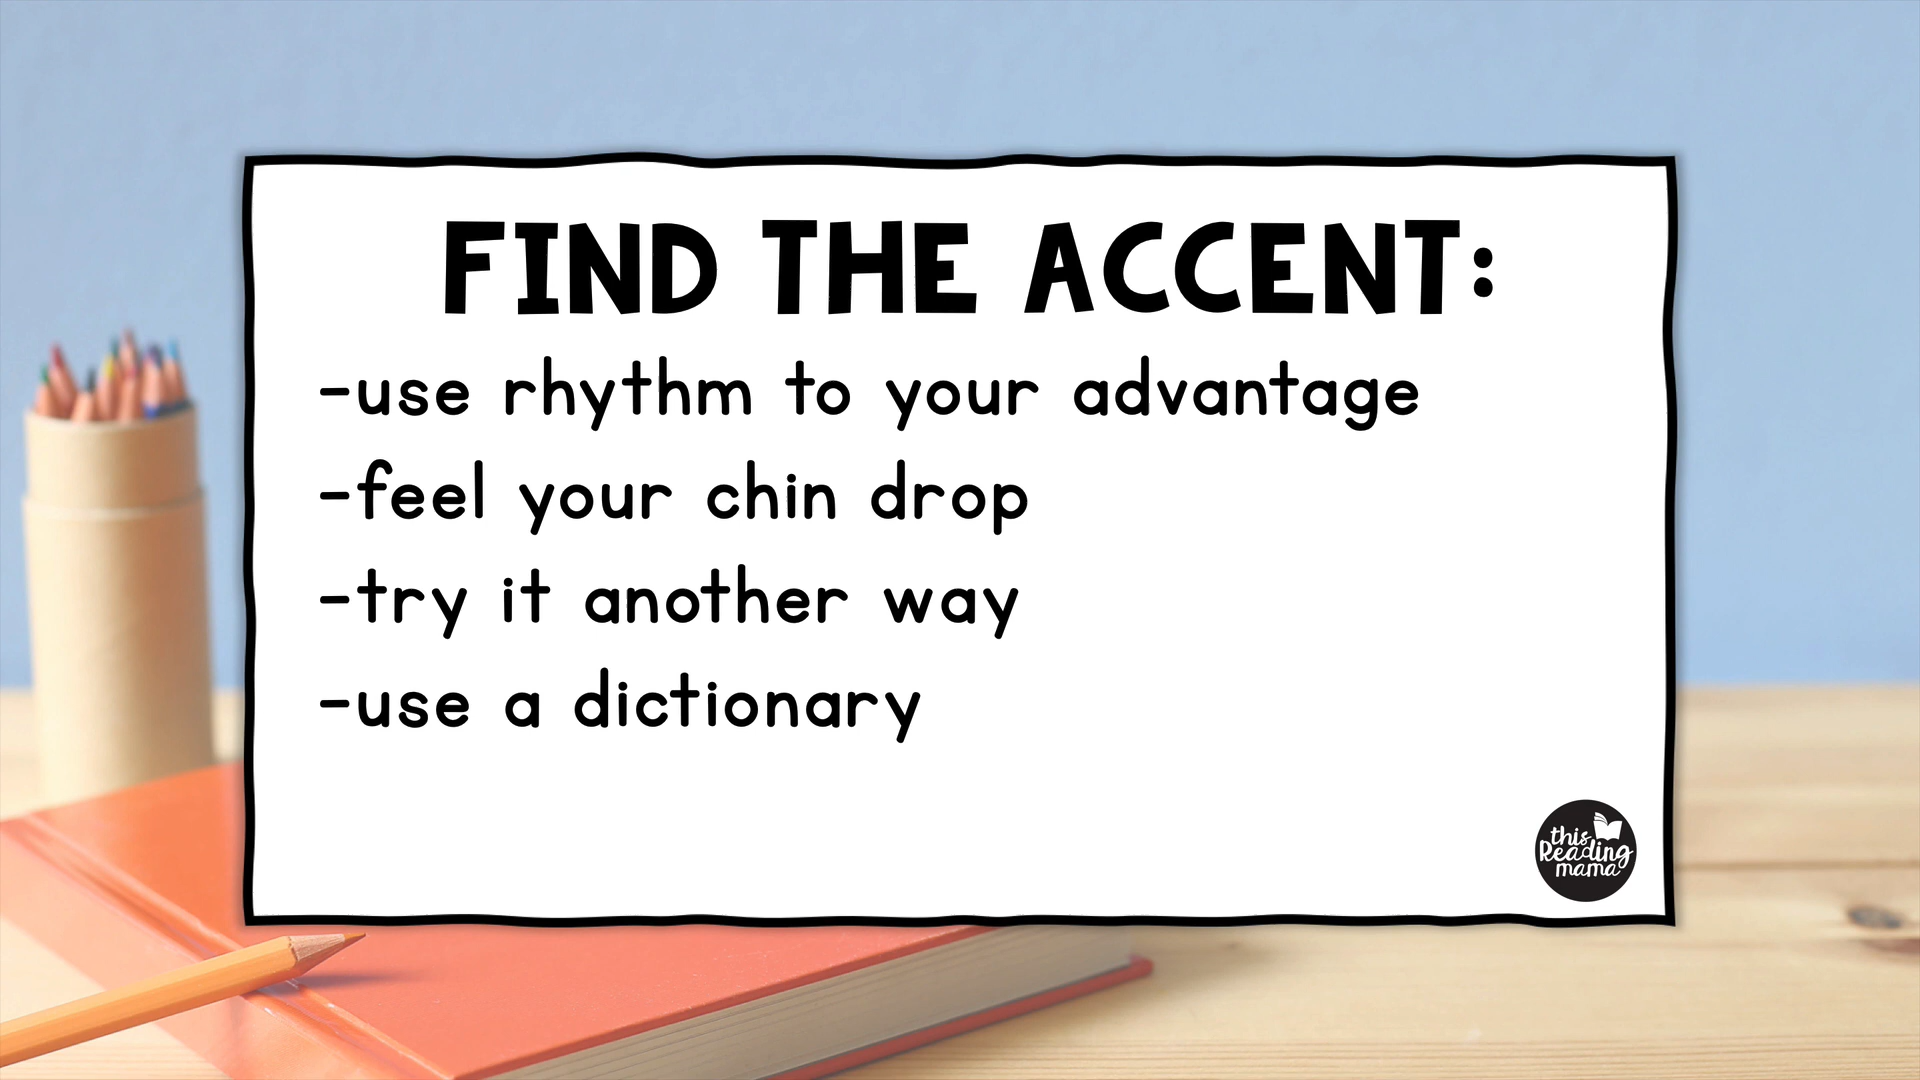 FIND THE ACCENT:
-use rhythm to your advantage
-feel your chin drop
-try it another way
-use a dictionary
this
Reading
mama